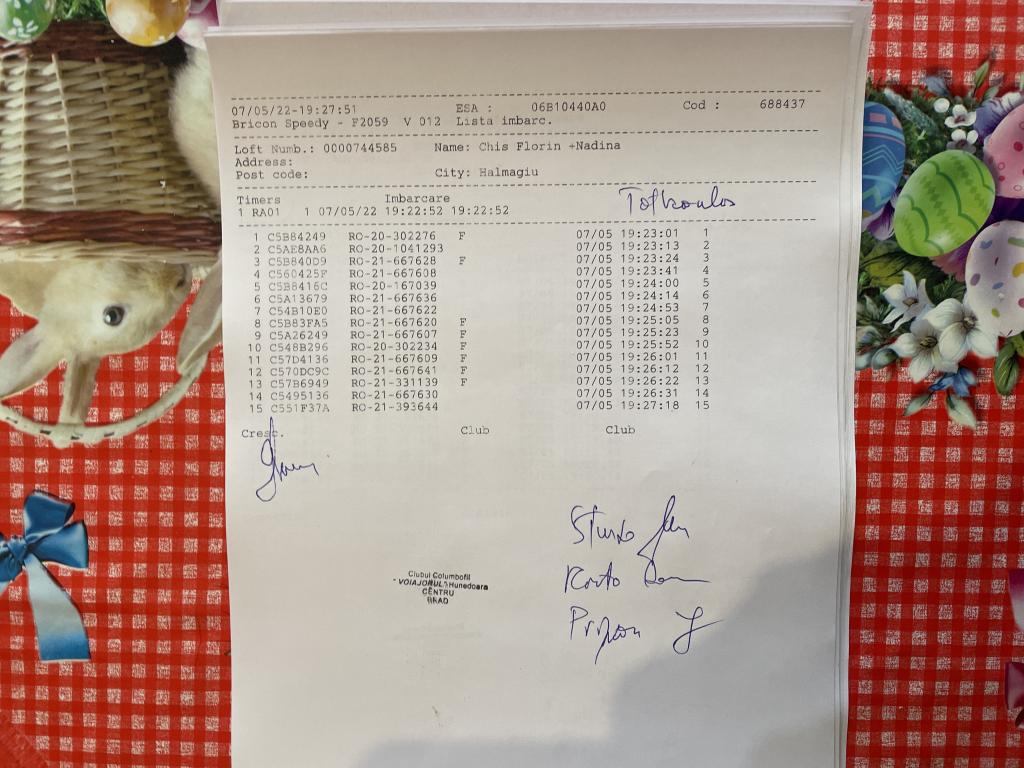 07/05/22-19:27:51 ESA : 06B10440A0 Cod : 688437
Bricon Speedy - F2059 V 012 Lista imbarc.
Loft Numb.: 0000744585 Name: Chis Florin +Nadina
Address:
Post code: City: Halmagiu
Timers Imbarcare
1 RA01 1 07/05/22 19:22:52 19:22:52
1 C5B84249 RO-20-302276 F 07/05 19:23:01 1
2 C5AE8AA6 RO-20-1041293 07/05 19:23:13 2
3 C5B840D9 RO-21-667628 F 07/05 19:23:24 3
4 C560425F RO-21-667608 07/05 19:23:41 4
5 C5B8416C RO-20-167039 07/05 19:24:00 5
6 C5A13679 RO-21-667636 07/05 19:24:14 6
7 C54B10E0 RO-21-667622 07/05 19:24:53 7
8 C5B83FA5 RO-21-667620 F 07/05 19:25:05 8
9 C5A26249 RO-21-667607 F 07/05 19:25:23 9
10 C548B296 RO-20-302234 F 07/05 19:25:52 10
11 C57D4136 RO-21-667609 F 07/05 19:26:01 11
12 C570DC9C RO-21-667641 F 07/05 19:26:12 12
13 C57B6949 RO-21-331139 F 07/05 19:26:22 13
14 C5495136 RO-21-667630 07/05 19:26:31 14
15 C551F37A RO-21-393644 07/05 19:27:18 15
Cresc. Club Club
Clubul Columbofil
"VOIAJORUL" Hunedoara
CENTRU
BRAD